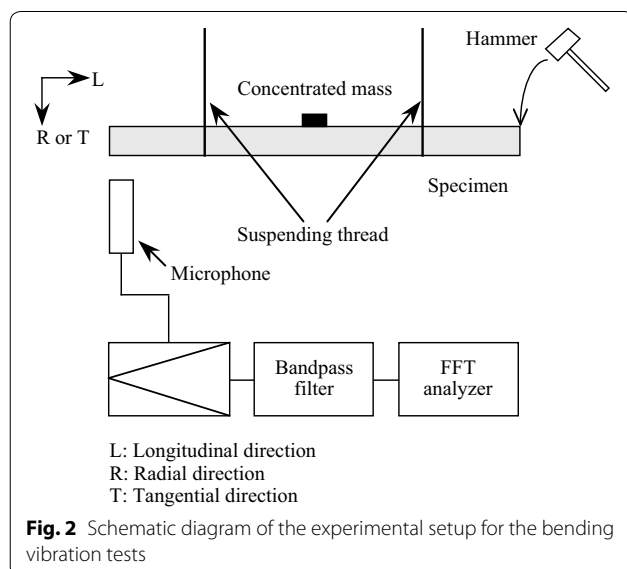 Hammer
L
Concentrated mass
R or T
Specimen
Suspending thread
Microphone
Bandpass
filter
FFT
analyzer
L: Longitudinal direction
R: Radial direction
T: Tangential direction
Fig. 2 Schematic diagram of the experimental setup for the bending
vibration tests